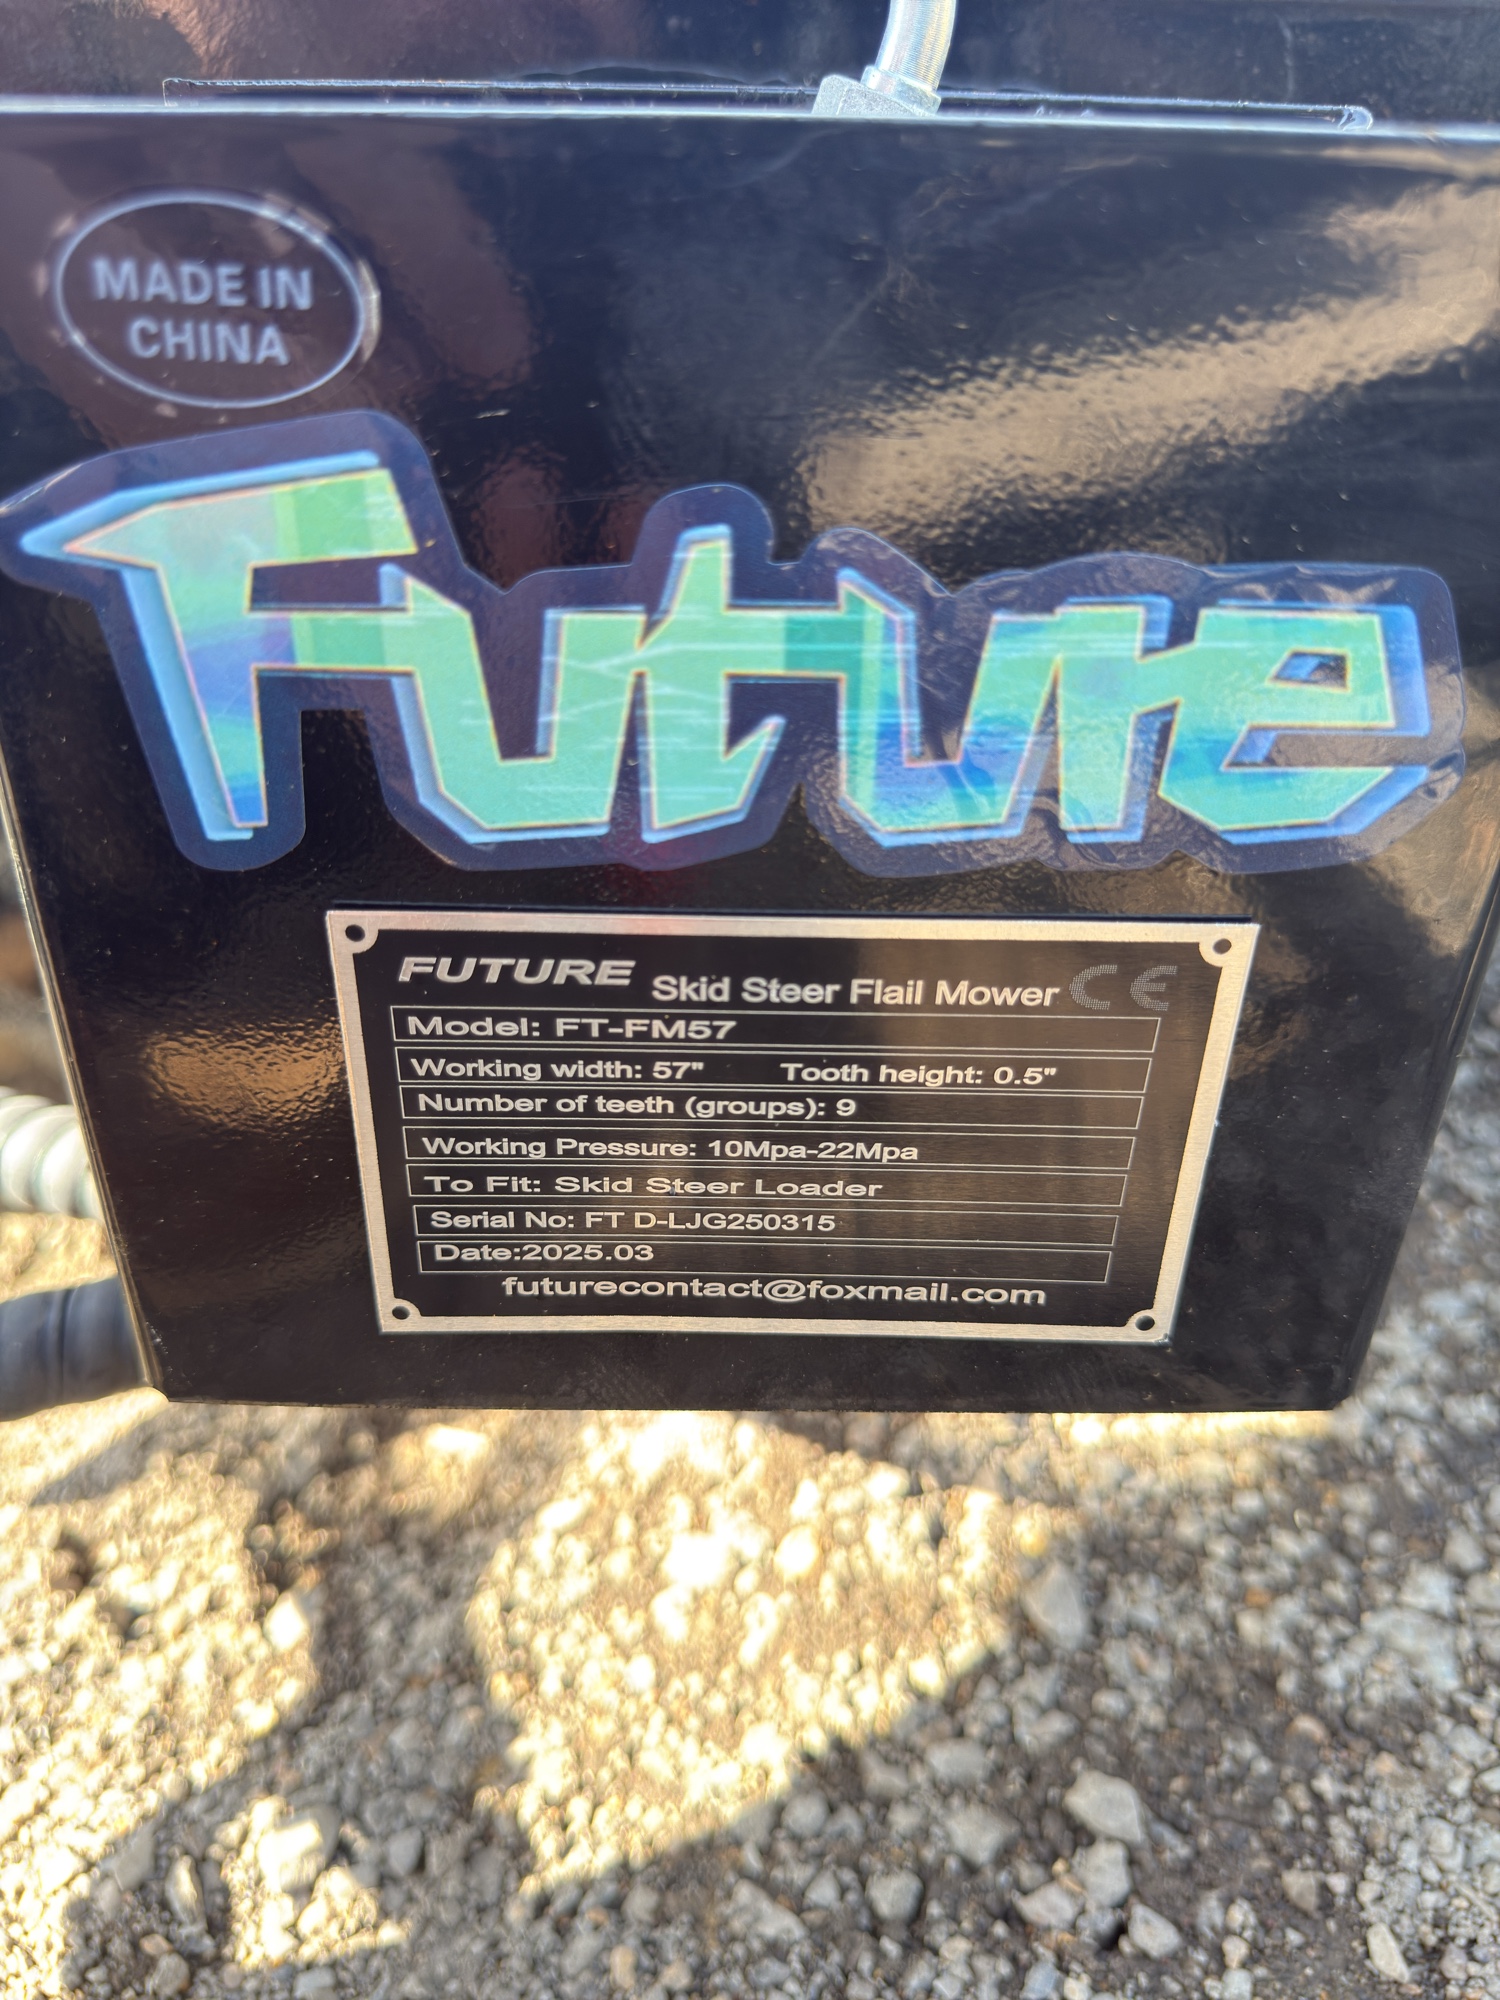 MADE IN
CHINA
Future
FUTURE Skid Steer Flail Mower CE
Model: FT-FM57
Working width: 57" Tooth height: 0.5"
Number of teeth (groups): 9
Working Pressure: 10Mpa-22Mpa
To Fit: Skid Steer Loader
Serial No: FT D-LJG250315
Date:2025.03
futurecontact@foxmail.com